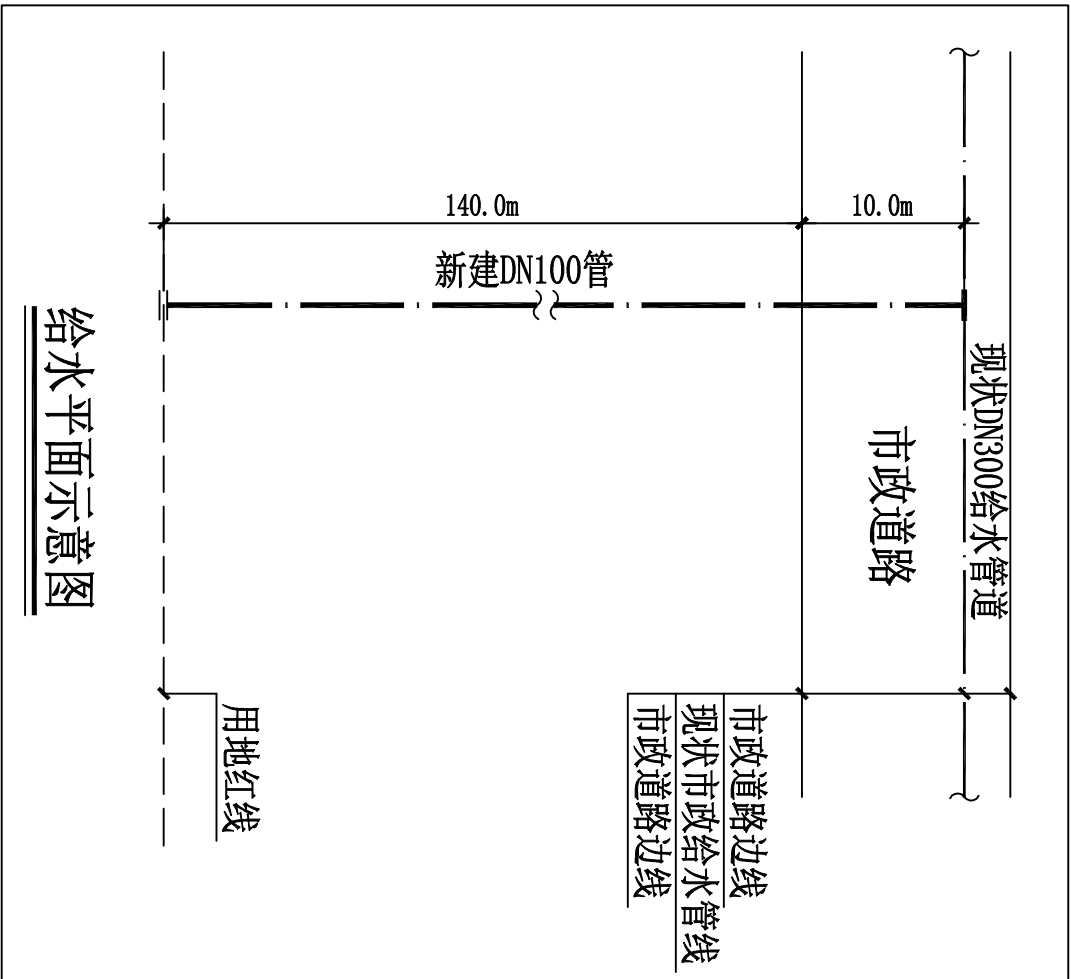 140.0m
10.0m
新建DN100管
现状DN300给水管道
市政道路
市政道路边线
现状市政给水管线
市政道路边线
用地红线
给水平面示意图